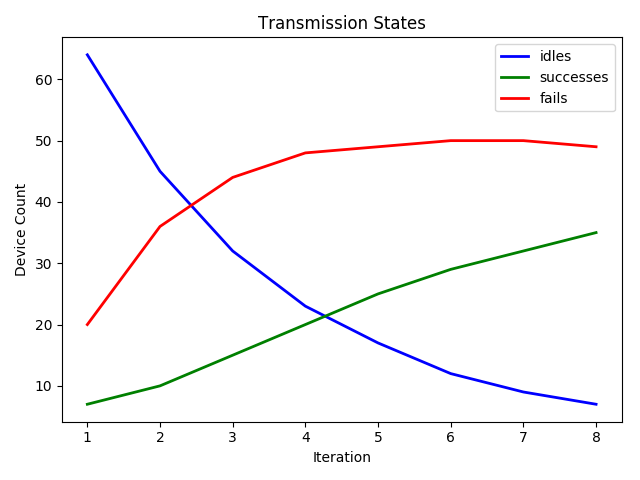 Transmission States
idles
successes
fails
Device Count
60
50
40
30
20
10
1 2 3 4 5 6 7 8
Iteration